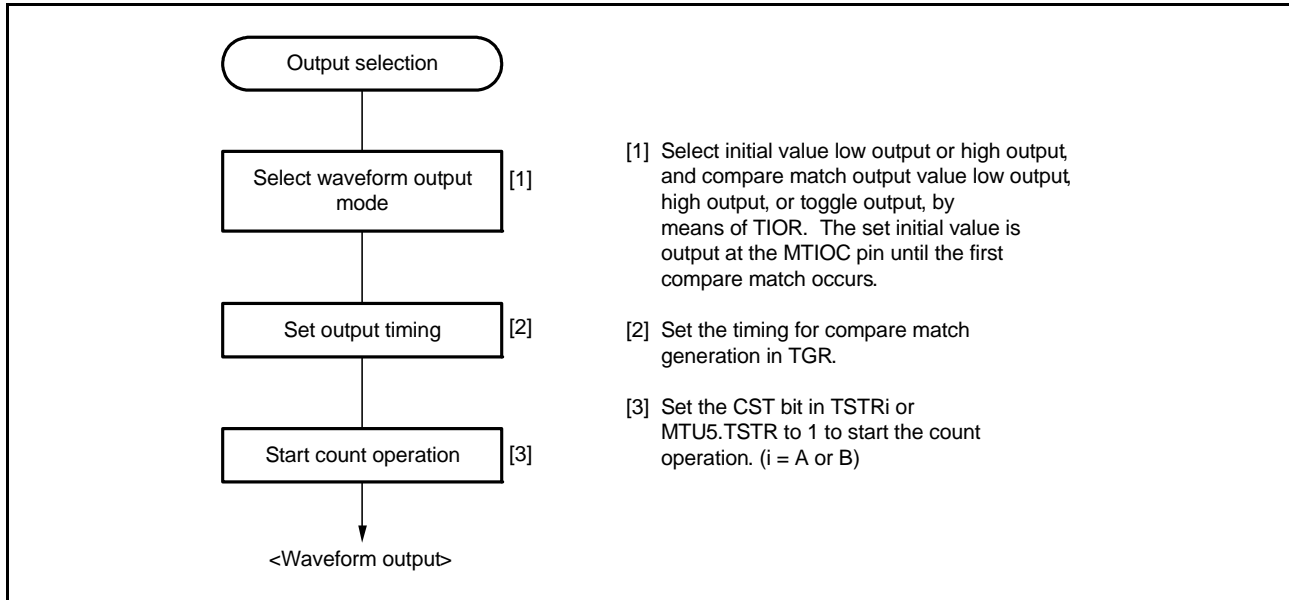 Output selection
Select waveform output
mode
[1]
Set output timing
[2]
Start count operation
[3]
<Waveform output>
[1] Select initial value low output or high output,
and compare match output value low output,
high output, or toggle output, by
means of TIOR. The set initial value is
output at the MTIOC pin until the first
compare match occurs.
[2] Set the timing for compare match
generation in TGR.
[3] Set the CST bit in TSTRi or
MTU5.TSTR to 1 to start the count
operation. (i = A or B)